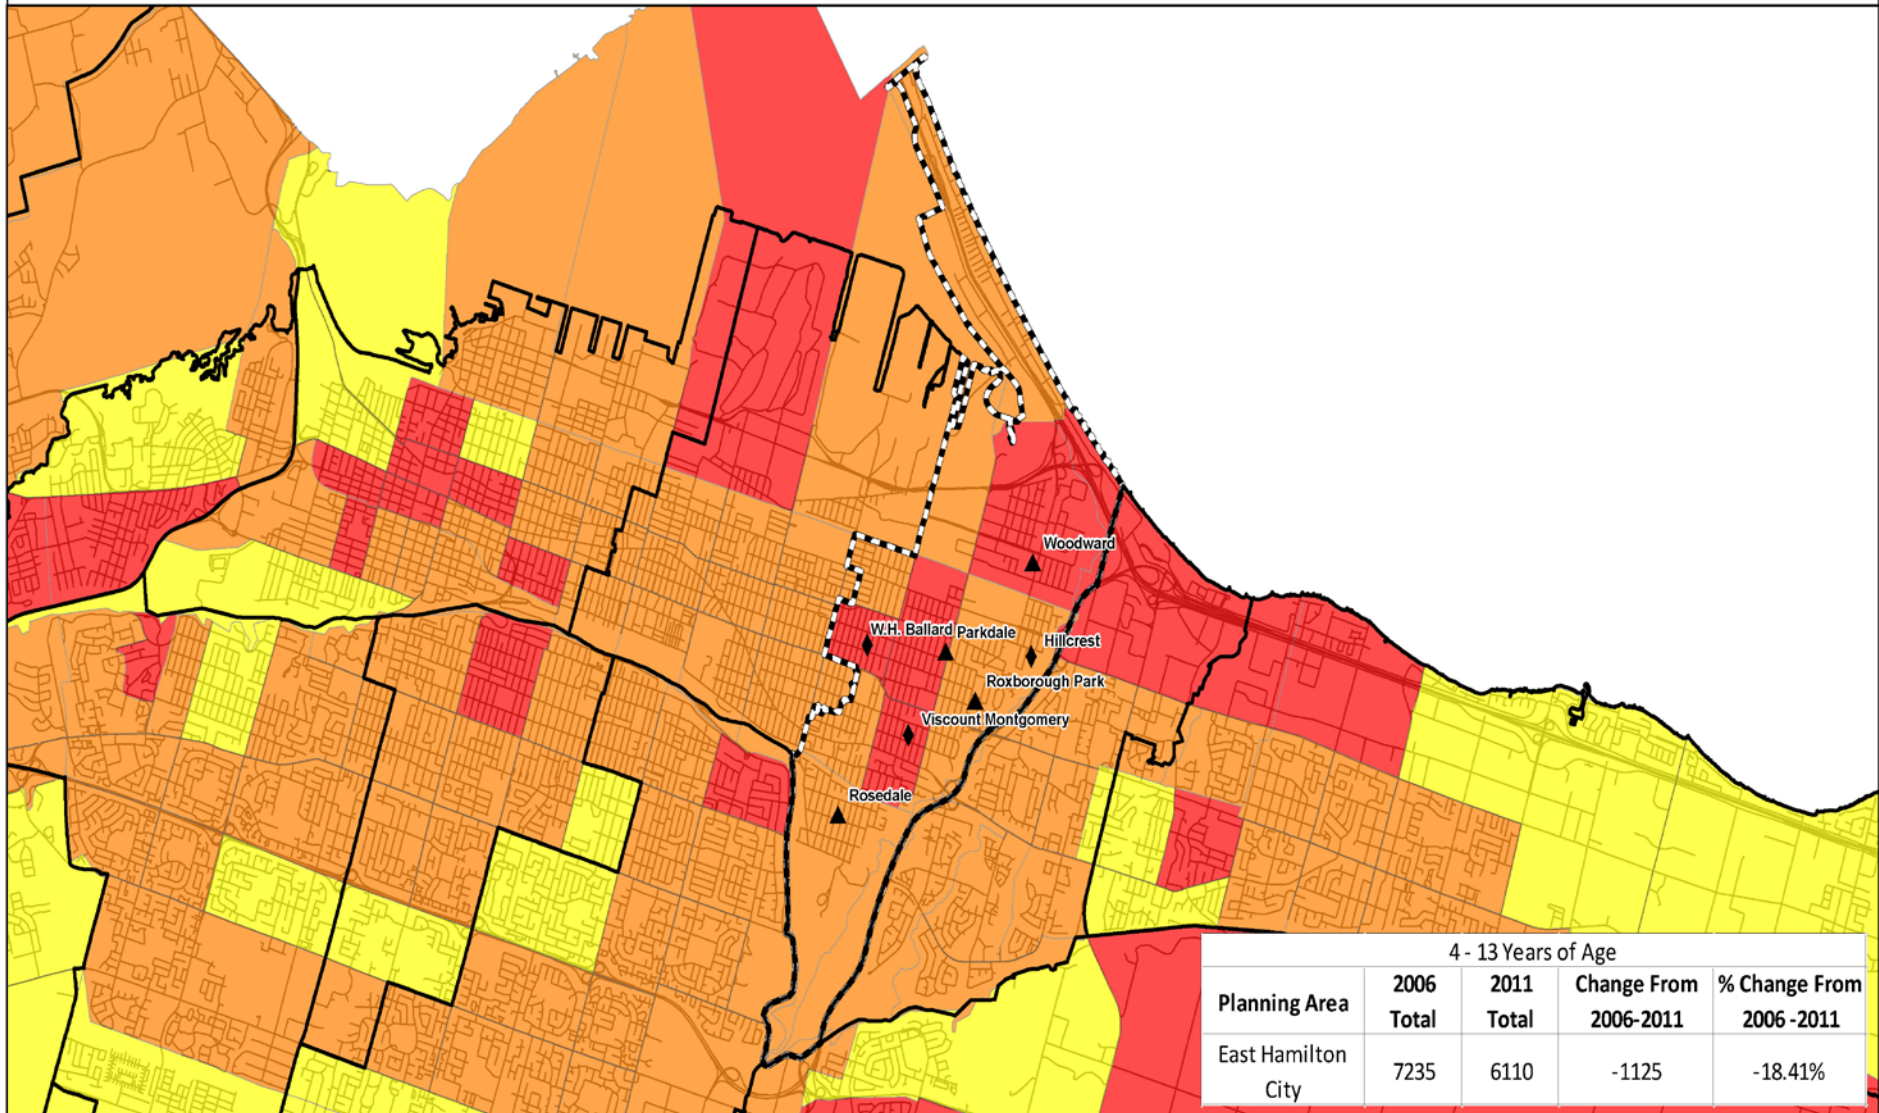 Woodward
W.H. Ballard Parkdale
Hillcrest
Roxborough Park
Viscount Montgomery
Rosedale
4 - 13 Years of Age
Planning Area
2006
Total
2011
Total
Change From
2006-2011
% Change From
2006 -2011
East Hamilton
City
7235
6110
-1125
-18.41%